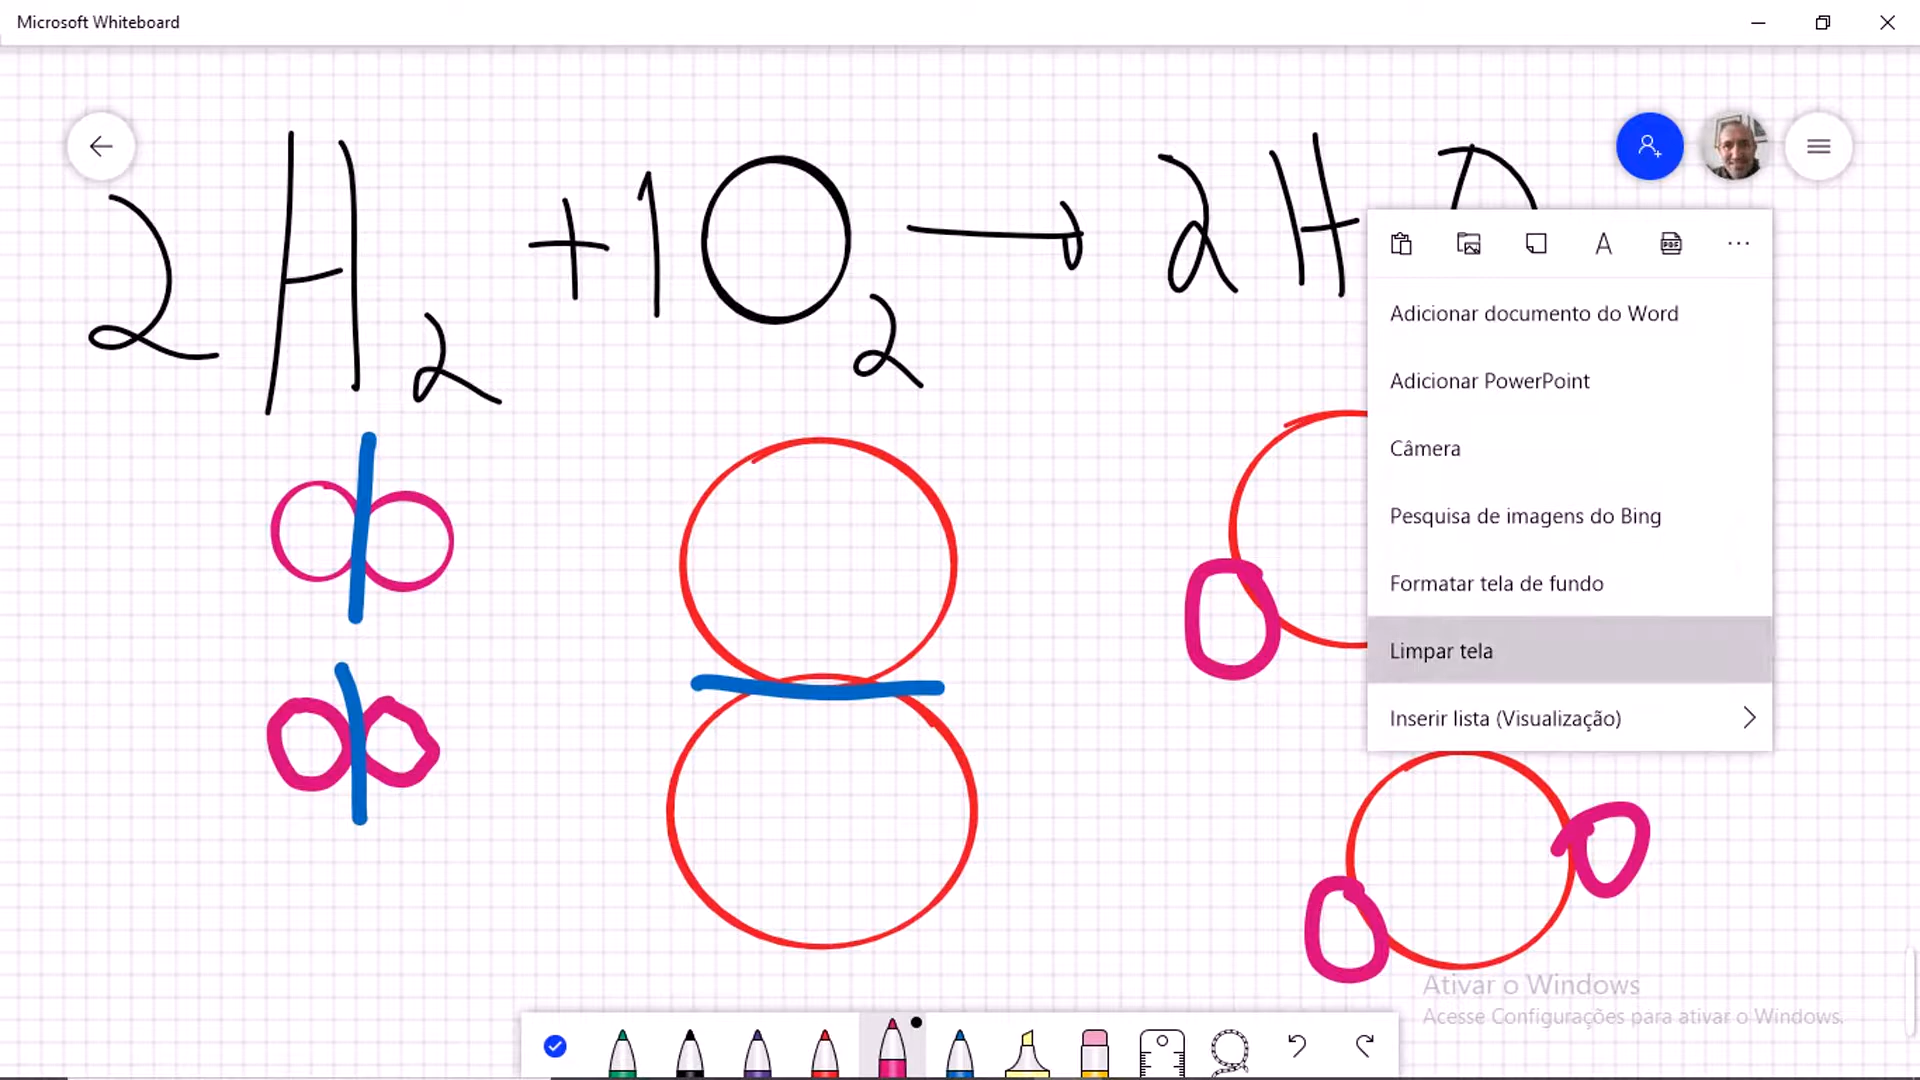 Microsoft Whiteboard
2H₂ + 1O₂ → 2H
PDF
Adicionar documento do Word
Adicionar PowerPoint
Câmera
Pesquisa de imagens do Bing
Formatar tela de fundo
Limpar tela
Inserir lista (Visualização)
Ativar o Windows
Acesse Configurações para ativar o Windows.